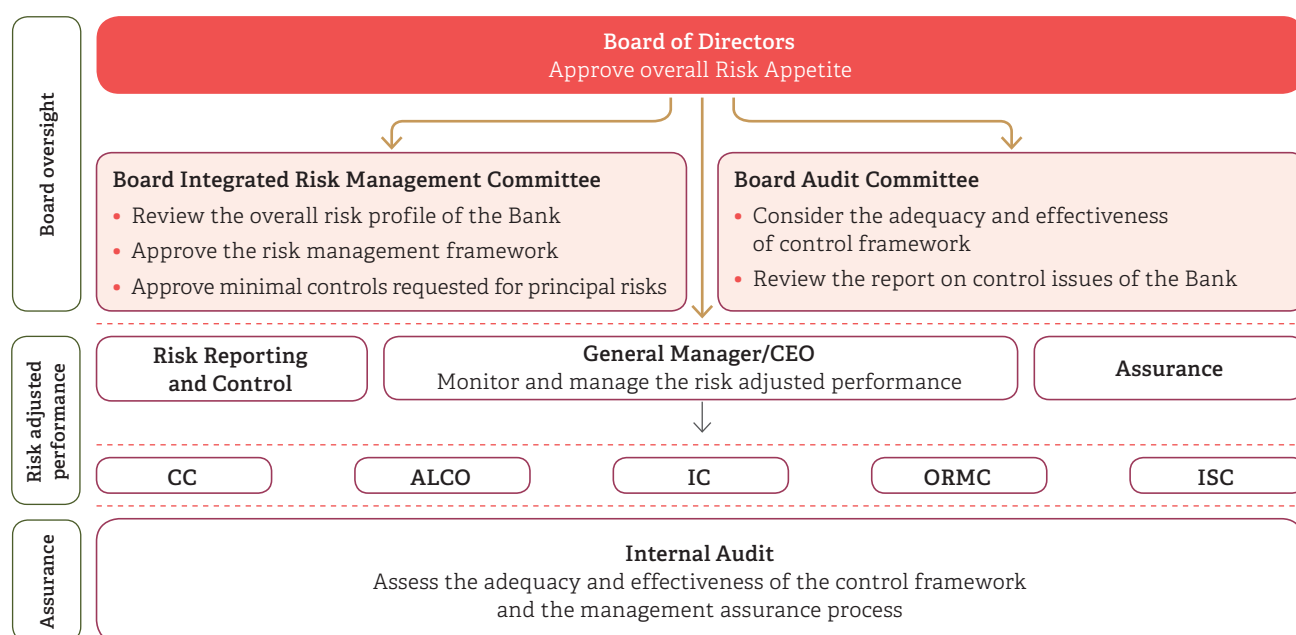 Board oversight
Board of Directors
Approve overall Risk Appetite
Board Integrated Risk Management Committee
• Review the overall risk profile of the Bank
• Approve the risk management framework
• Approve minimal controls requested for principal risks
Board Audit Committee
• Consider the adequacy and effectiveness
of control framework
• Review the report on control issues of the Bank
Risk adjusted
performance
Risk Reporting
and Control
General Manager/CEO
Monitor and manage the risk adjusted performance
Assurance
CC
ALCO
IC
ORMC
ISC
Assurance
Internal Audit
Assess the adequacy and effectiveness of the control framework
and the management assurance process